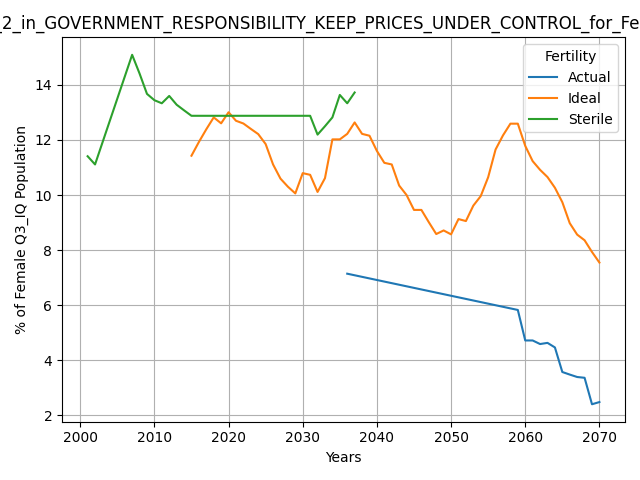 _2_in_GOVERNMENT_RESPONSIBILITY_KEEP_PRICES_UNDER_CONTROL_for_Fe
Fertility
Actual
Ideal
Sterile
% of Female Q3_IQ Population
14
12
10
8
6
4
2
2000 2010 2020 2030 2040 2050 2060 2070
Years